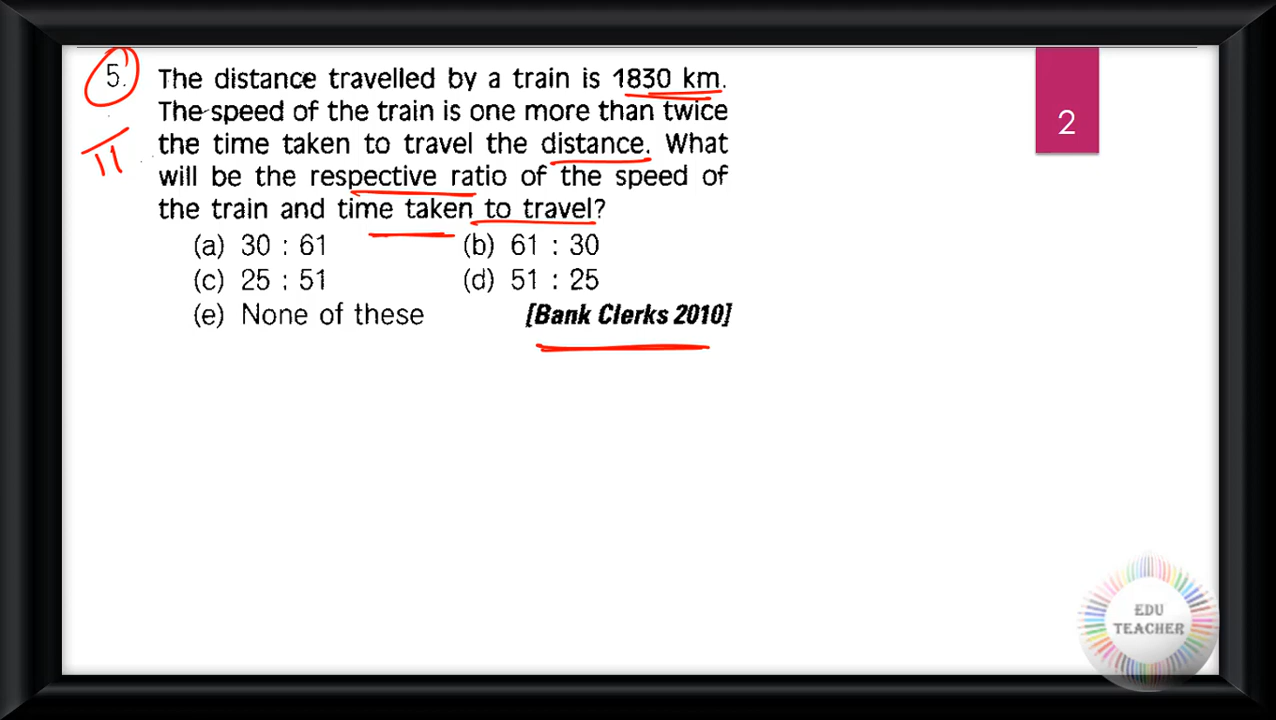 5.
The distance travelled by a train is 1830 km.
The speed of the train is one more than twice
the time taken to travel the distance. What
will be the respective ratio of the speed of
the train and time taken to travel?
(a) 30 : 61 (b) 61 : 30
(c) 25 : 51 (d) 51 : 25
(e) None of these [Bank Clerks 2010]
2
EDU
TEACHER